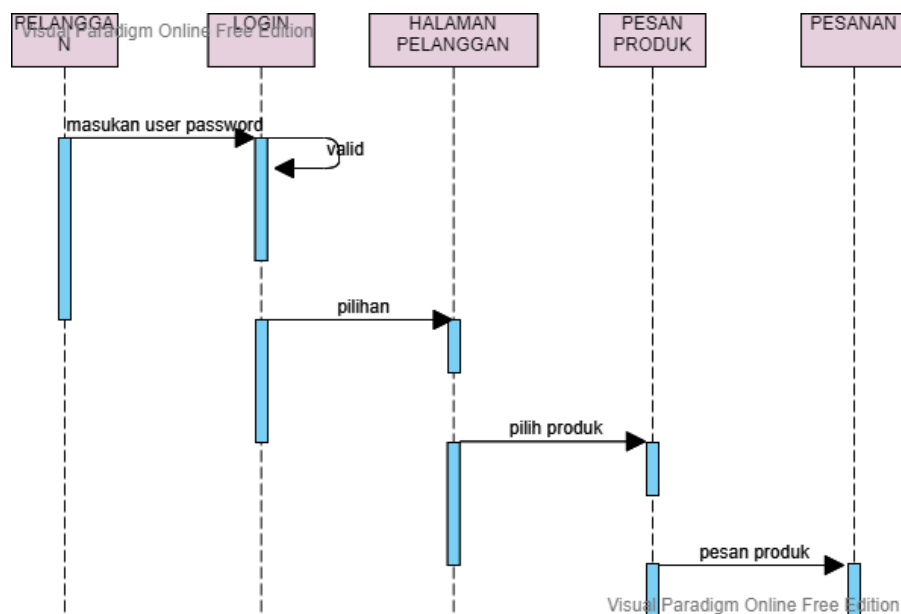 PELANGGA
N
LOGIN
HALAMAN
PELANGGAN
PESAN
PRODUK
PESANAN
Visual Paradigm Online Free Edition
masukan user password
valid
pilihan
pilih produk
pesan produk
Visual Paradigm Online Free Edition